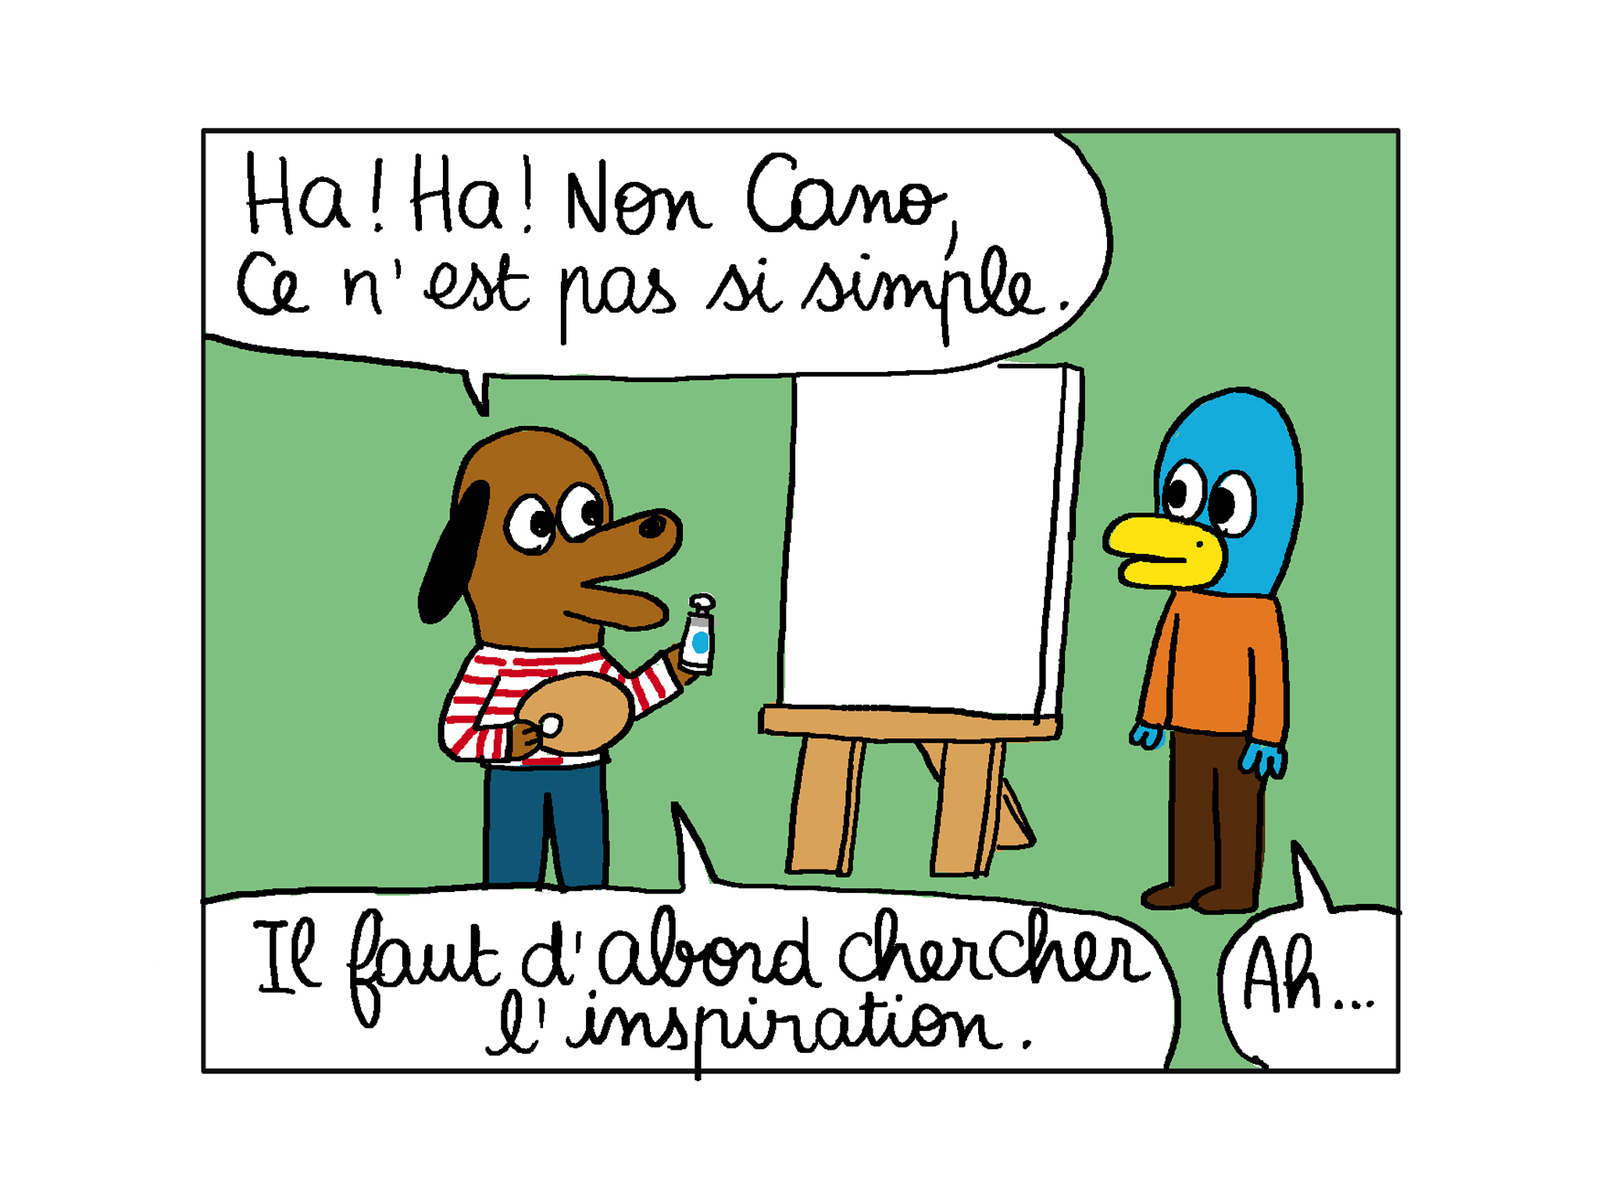 Ha! Ha! Non Cano,
Ce n'est pas si simple.
Il faut d'abord chercher
l'inspiration.
Ah...